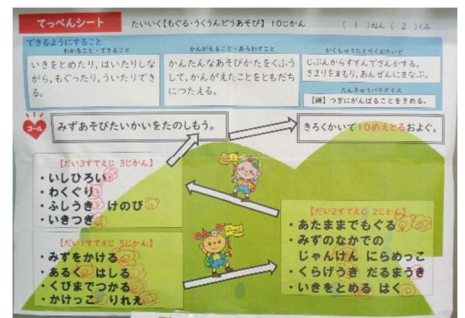 てっぺんシート
たいいく【もぐる・うくうんどうあそび】10じかん
( 1 )ねん ( 2 )くみ
できるようにすること
わかること・できること
いきをとめたり、はいたりしな
がら、もぐったり、ういたりでき
る。
かんがえること・あらわすこと
かんたんなあそびかたをくふう
して、かんがえたことをともだち
につたえる。
がくしゅうにとりくむたいど
じぶんからすすんでさんかする。
きまりをまもり、あんぜんにまなぶ。
たんきゅうパラダイス
【練】つぎにがんばることをきめる。
ゴール
みずあそびたいかいをたのしもう。
きろくかいで10めえとるおよぐ。
【だい3すてえじ 3じかん】
・いしひろい
・わくぐり
・ふしうき けのび
・いきつぎ
【だい2すてえじ 2じかん】
・あたままでもぐる
・みずのなかでの
じゃんけん にらめっこ
・くらげうき だるまうき
・いきをとめる はく
【だい1すてえじ 5じかん】
・みずをかける
・あるく はしる
・くびまでつかる
・かけっこ りれえ